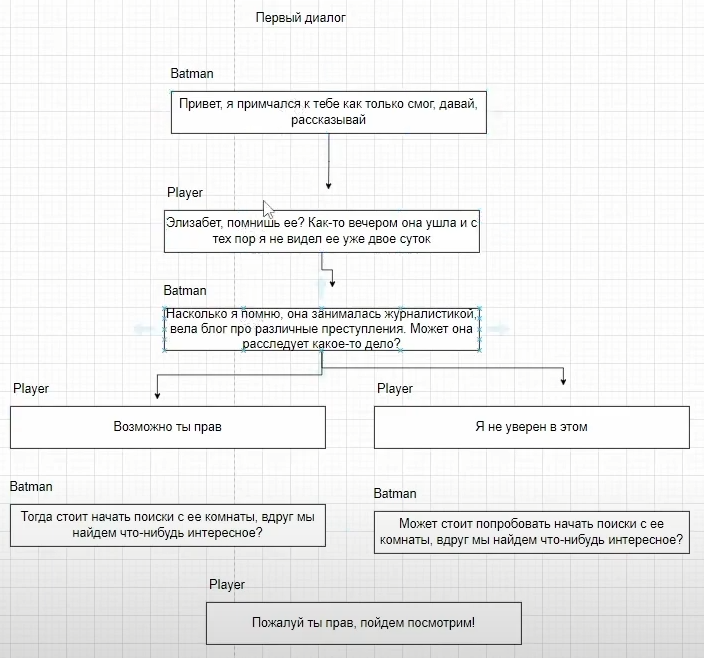 Первый диалог
Batman
Привет, я примчался к тебе как только смог, давай,
рассказывай
Player
Элизабет, помнишь ее? Как-то вечером она ушла и с
тех пор я не видел ее уже двое суток
Batman
Насколько я помню, она занималась журналистикой,
вела блог про различные преступления. Может она
расследует какое-то дело?
Player
Возможно ты прав
Player
Я не уверен в этом
Batman
Тогда стоит начать поиски с ее комнаты, вдруг мы
найдем что-нибудь интересное?
Batman
Может стоит попробовать начать поиски с ее
комнаты, вдруг мы найдем что-нибудь интересное?
Player
Пожалуй ты прав, пойдем посмотрим!